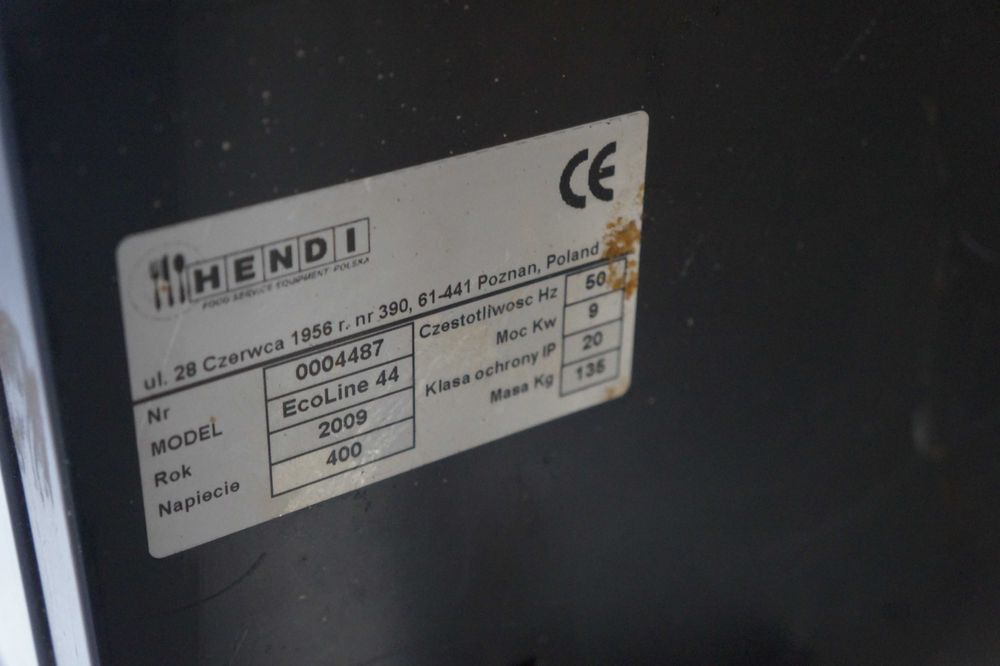 CE
HENDI
FOOD SERVICE EQUIPMENT POLSKA
ul. 28 Czerwca 1956 r. nr 390, 61-441 Poznan, Poland
Nr 0004487
MODEL EcoLine 44
Rok 2009
Napiecie 400
Czestotliwosc Hz 50
Moc Kw 9
Klasa ochrony IP 20
Masa Kg 135